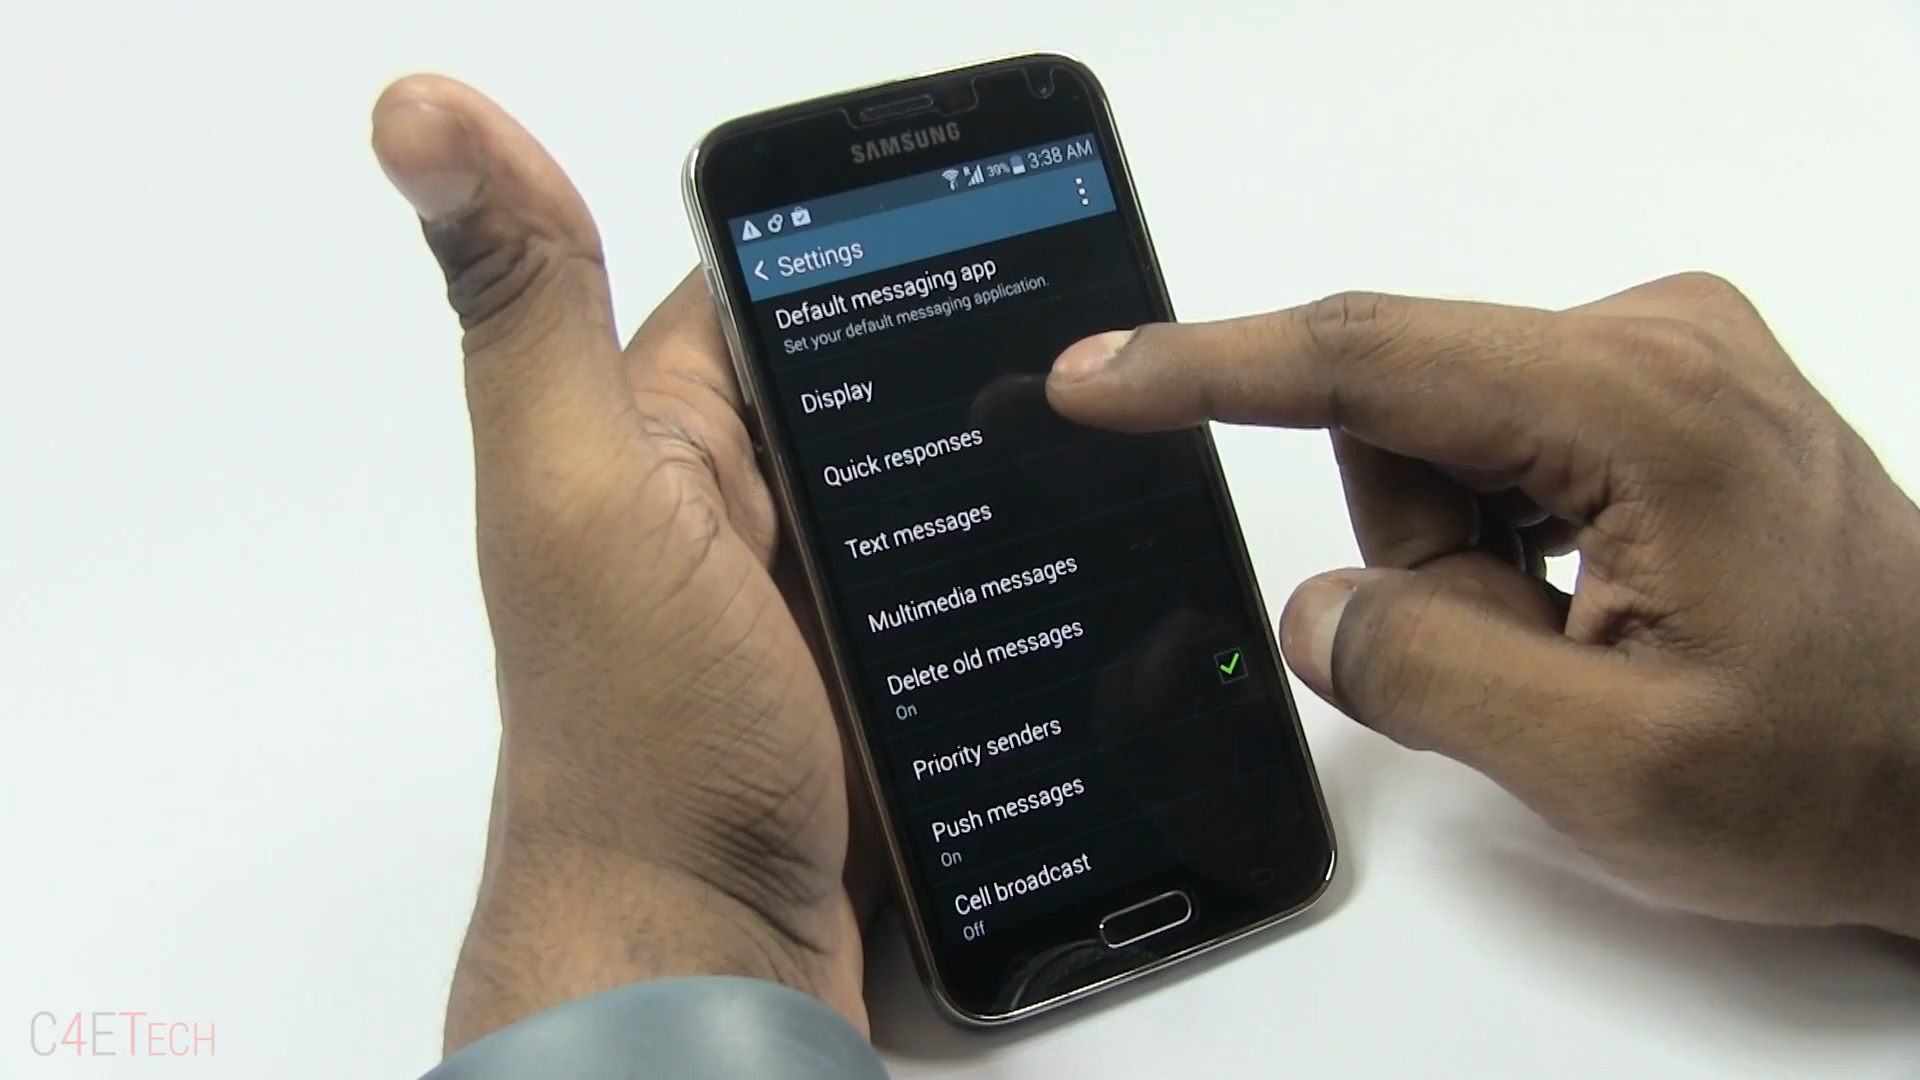 SAMSUNG
R 39% 3:38 AM
Settings
Default messaging app
Set your default messaging application.
Display
Quick responses
Text messages
Multimedia messages
Delete old messages
On
Priority senders
Push messages
On
Cell broadcast
Off
C4ETECH